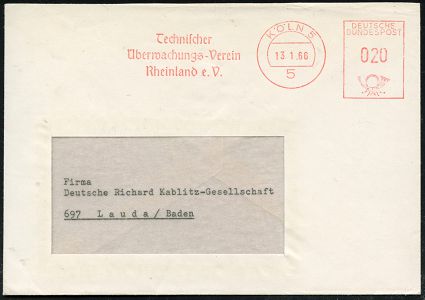 Technischer
Überwachungs-Verein
Rheinland e. V.
KÖLN 5
13.1.66
5
DEUTSCHE
BUNDESPOST
020
Firma
Deutsche Richard Kablitz-Gesellschaft
697 Lauda / Baden